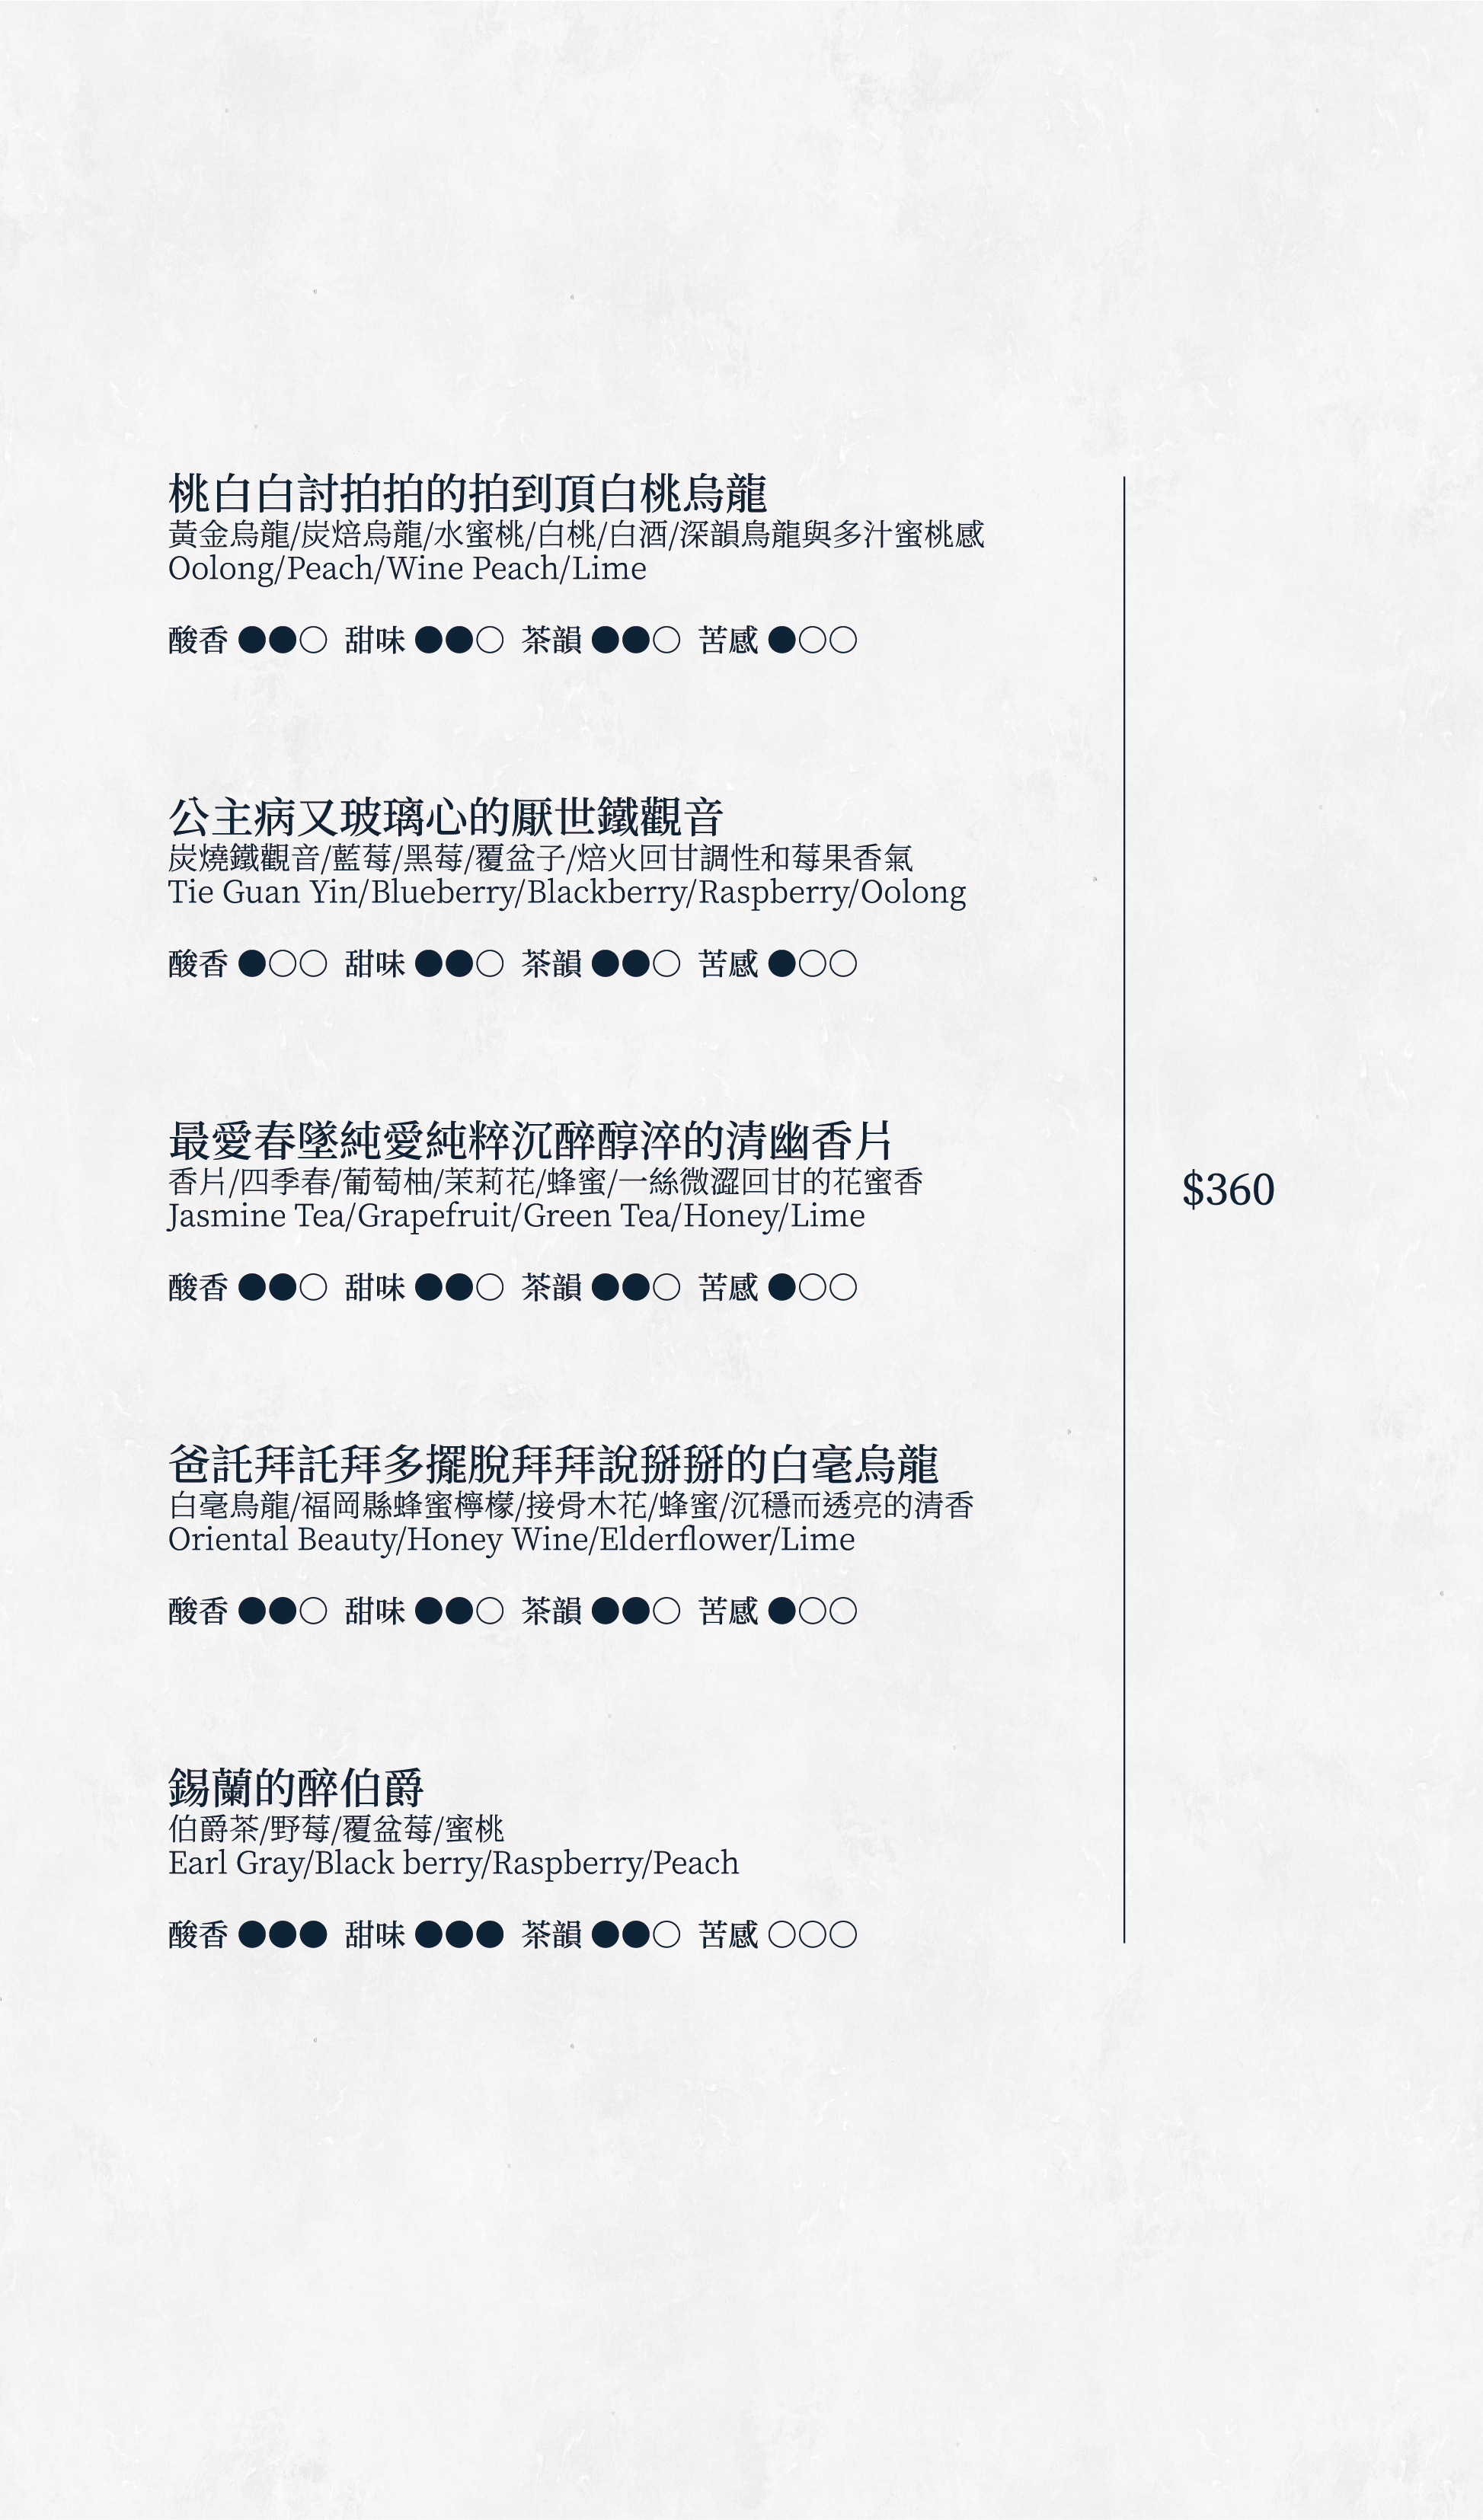 桃白白討拍拍的拍到頂白桃烏龍
黃金烏龍/炭焙烏龍/水蜜桃/白桃/白酒/深韻烏龍與多汁蜜桃感
Oolong/Peach/Wine Peach/Lime
酸香 ●●○ 甜味 ●●○ 茶韻 ●●○ 苦感 ●○○
公主病又玻璃心的厭世鐵觀音
炭燒鐵觀音/藍莓/黑莓/覆盆子/焙火回甘調性和莓果香氣
Tie Guan Yin/Blueberry/Blackberry/Raspberry/Oolong
酸香 ●○○ 甜味 ●●○ 茶韻 ●●○ 苦感 ●○○
最愛春墜純愛純粹沉醉醇淬的清幽香片
香片/四季春/葡萄柚/茉莉花/蜂蜜/一絲微澀回甘的花蜜香
Jasmine Tea/Grapefruit/Green Tea/Honey/Lime
$360
酸香 ●●○ 甜味 ●●○ 茶韻 ●●○ 苦感 ●○○
爸託拜託拜多擺脫拜拜說掰掰的白毫烏龍
白毫烏龍/福岡縣蜂蜜檸檬/接骨木花/蜂蜜/沉穩而透亮的清香
Oriental Beauty/Honey Wine/Elderflower/Lime
酸香 ●●○ 甜味 ●●○ 茶韻 ●●○ 苦感 ●○○
錫蘭的醉伯爵
伯爵茶/野莓/覆盆莓/蜜桃
Earl Gray/Black berry/Raspberry/Peach
酸香 ●●● 甜味 ●●● 茶韻 ●●○ 苦感 ○○○